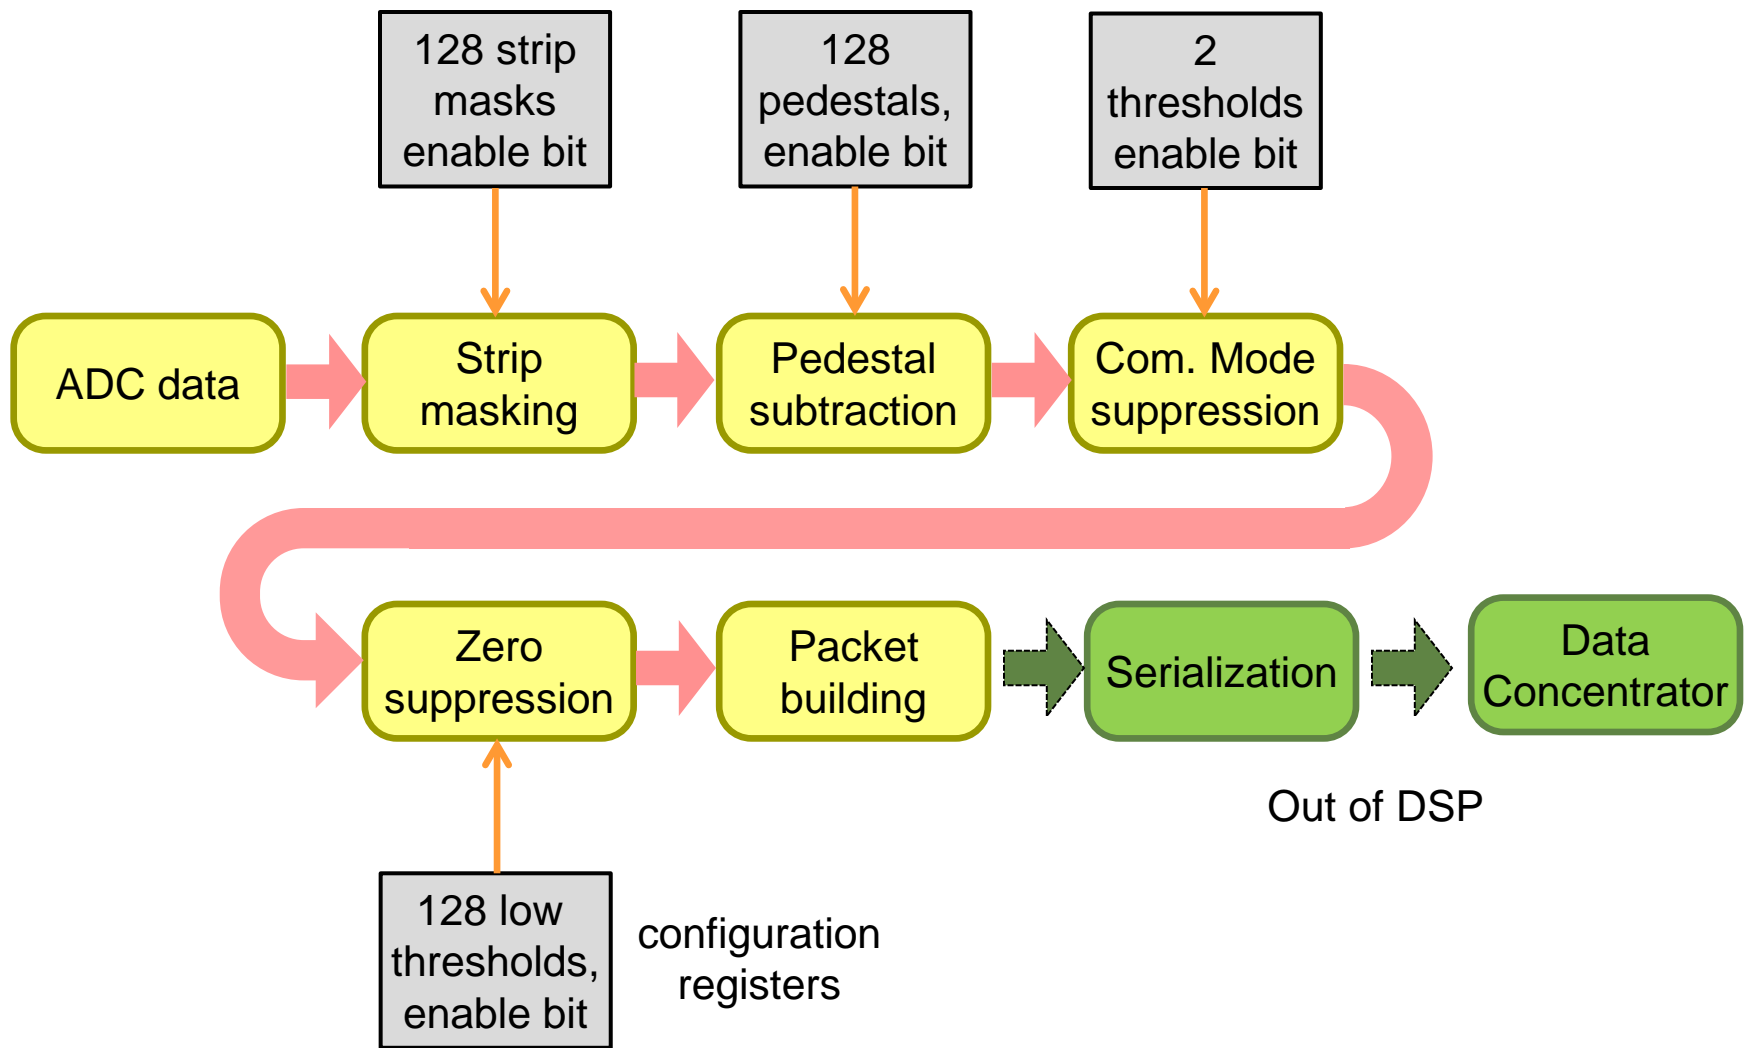 128 strip
masks
enable bit
128
pedestals,
enable bit
2
thresholds
enable bit
ADC data
Strip
masking
Pedestal
subtraction
Com. Mode
suppression
Zero
suppression
Packet
building
Serialization
Data
Concentrator
Out of DSP
128 low
thresholds,
enable bit
configuration
registers